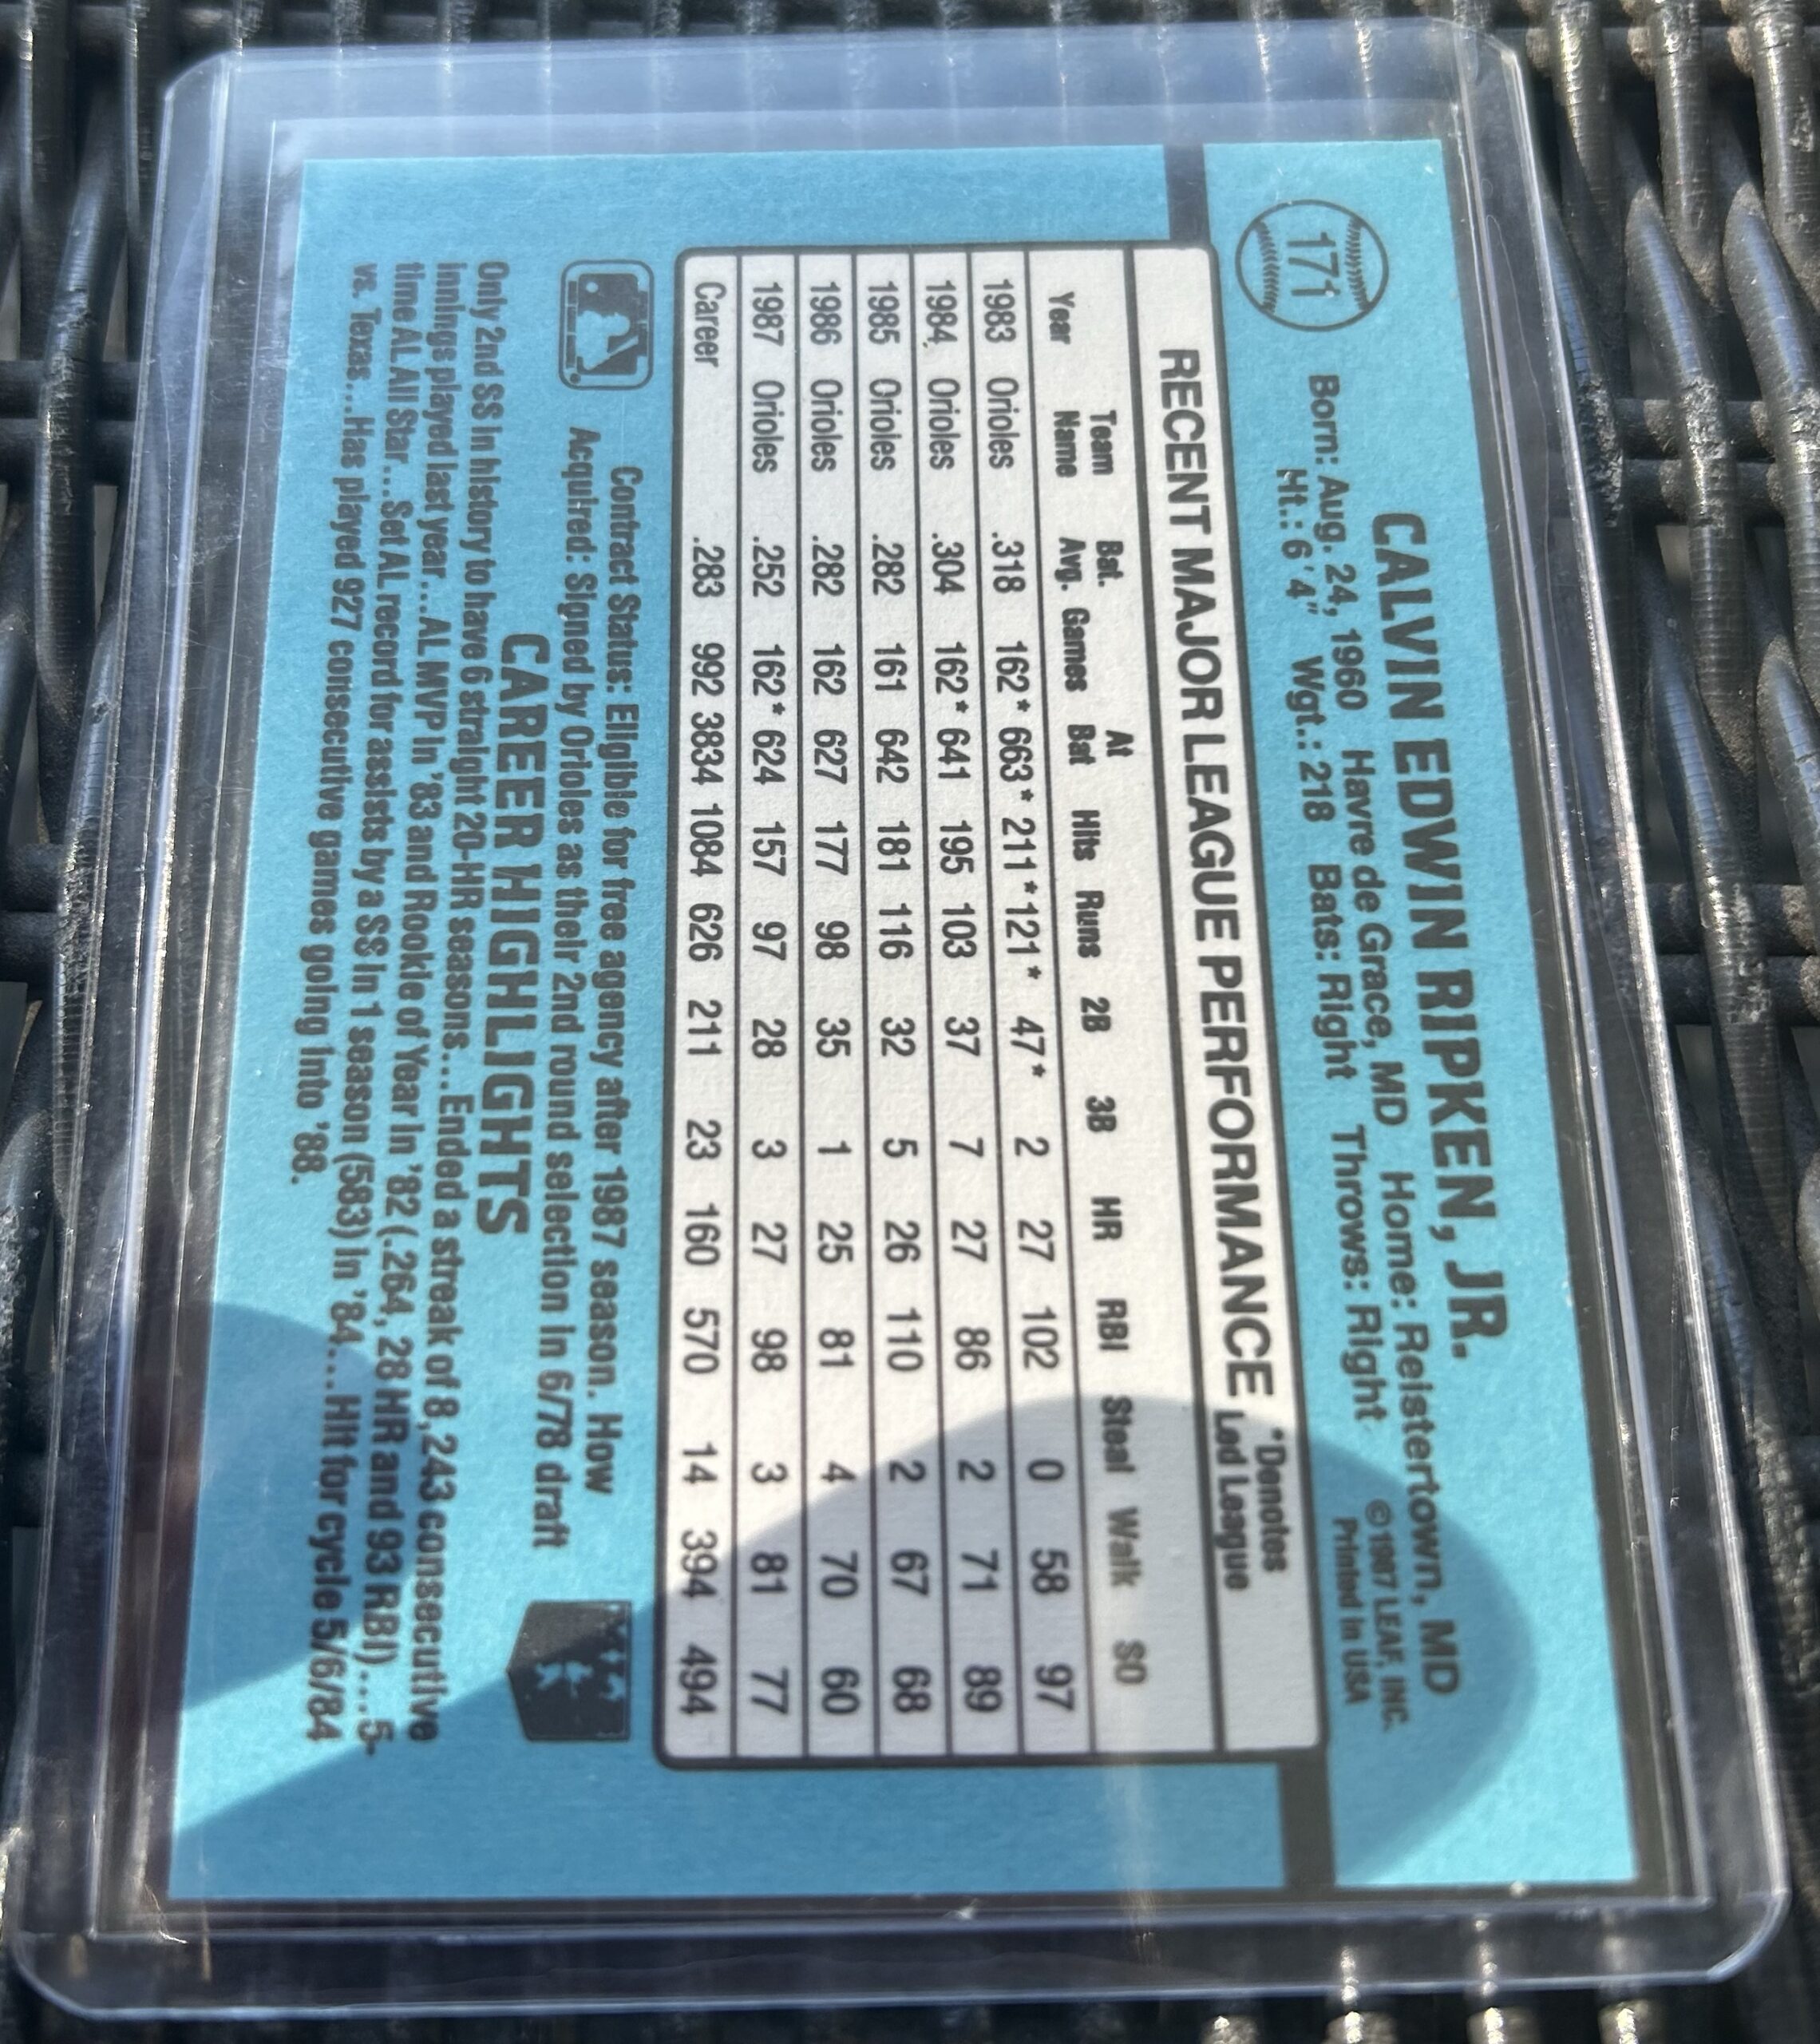 171
CALVIN EDWIN RIPKEN, JR.
Born: Aug. 24, 1960 Havre de Grace, MD Home: Reistertown, MD
Ht.: 6'4" Wgt.: 218 Bats: Right Throws: Right
©1987 LEAF, INC.
Printed in USA
RECENT MAJOR LEAGUE PERFORMANCE *Denotes Led League
Year Team Name Bat. Avg. Games At Bat Hits Runs 2B 3B HR RBI Steal Walk SO
1983 Orioles .318 162* 663* 211* 121* 47* 2 27 102 0 58 97
1984 Orioles .304 162* 641 195 103 37 7 27 86 2 71 89
1985 Orioles .282 161 642 181 116 32 5 26 110 2 67 68
1986 Orioles .282 162 627 177 98 35 1 25 81 4 70 60
1987 Orioles .252 162* 624 157 97 28 3 27 98 3 81 77
Career .283 992 3834 1084 626 211 23 160 570 14 394 494
Contract Status: Eligible for free agency after 1987 season. How
Acquired: Signed by Orioles as their 2nd round selection in 6/78 draft
CAREER HIGHLIGHTS
Only 2nd SS in history to have 6 straight 20-HR seasons....Ended a streak of 8,243 consecutive
innings played last year....AL MVP in '83 and Rookie of Year in '82 (.264, 28 HR and 93 RBI)....5-
time AL All Star....Set AL record for assists by a SS in 1 season (583) in '84....Hit for cycle 5/6/84
vs. Texas....Has played 927 consecutive games going into '88.